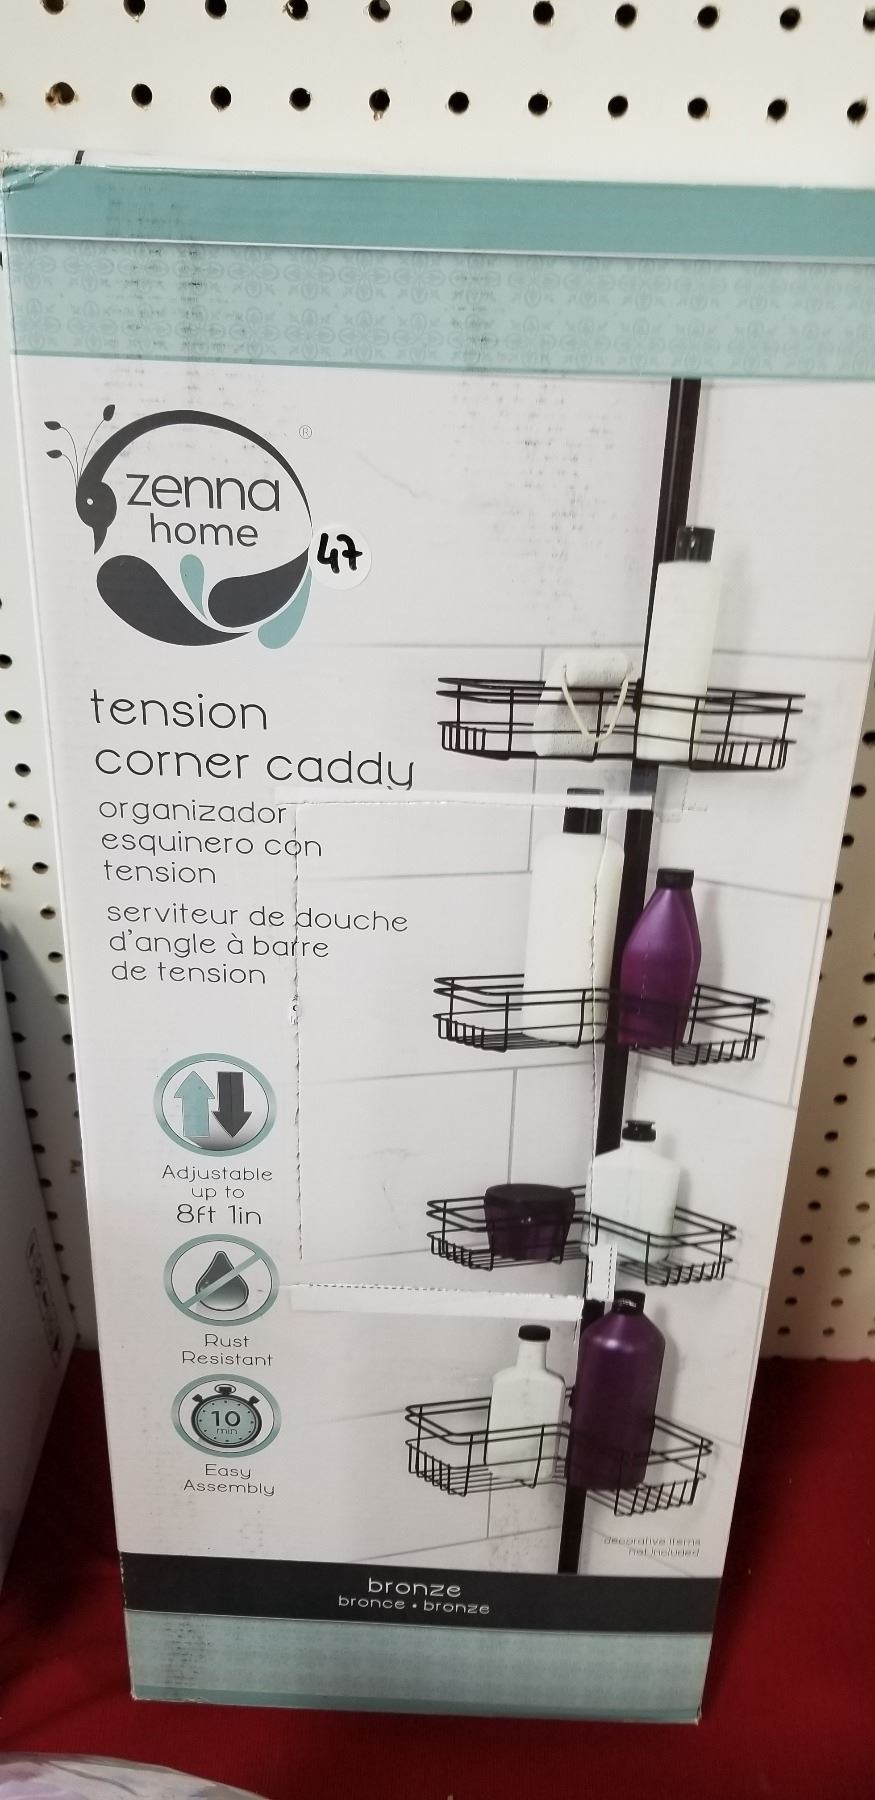 zenna
home
®
47
tension
corner caddy
organizador
esquinero con
tension
serviteur de douche
d'angle à barre
de tension
Adjustable
up to
8ft 1in
Rust
Resistant
10
min
Easy
Assembly
decorative items
not included
bronze
bronce • bronze